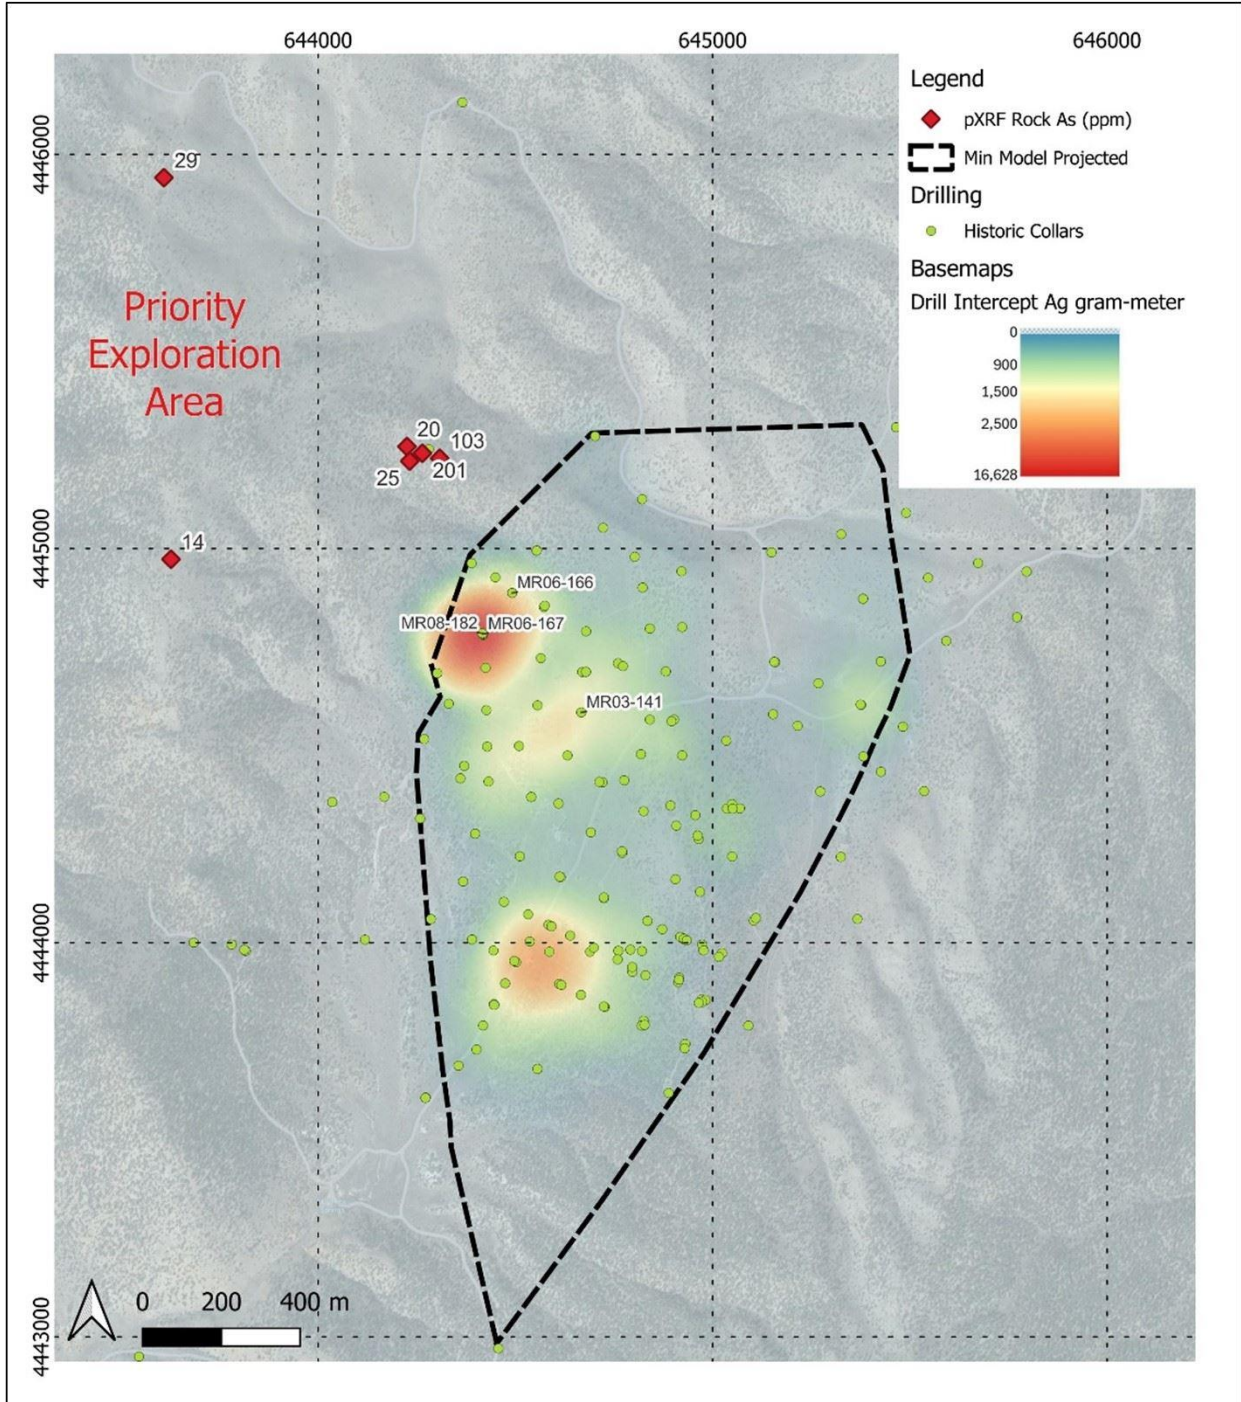 644000
645000
646000
Legend
pXRF Rock As (ppm)
Min Model Projected
Drilling
Historic Collars
Basemaps
Drill Intercept Ag gram-meter
0
900
1,500
2,500
16,628
4446000
29
Priority
Exploration
Area
20
103
25
201
4445000
14
MR06-166
MR08-182
MR06-167
MR03-141
4444000
0
200
400 m
4443000